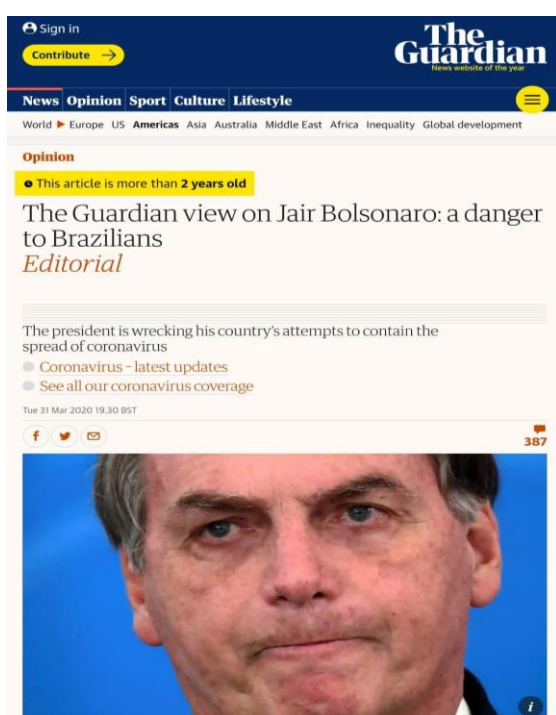 Sign in
Contribute →
The
Guardian
News website of the year
News Opinion Sport Culture Lifestyle
World ▶ Europe US Americas Asia Australia Middle East Africa Inequality Global development
Opinion
This article is more than 2 years old
The Guardian view on Jair Bolsonaro: a danger
to Brazilians
Editorial
The president is wrecking his country's attempts to contain the
spread of coronavirus
Coronavirus – latest updates
See all our coronavirus coverage
Tue 31 Mar 2020 19.30 BST
f
387
i